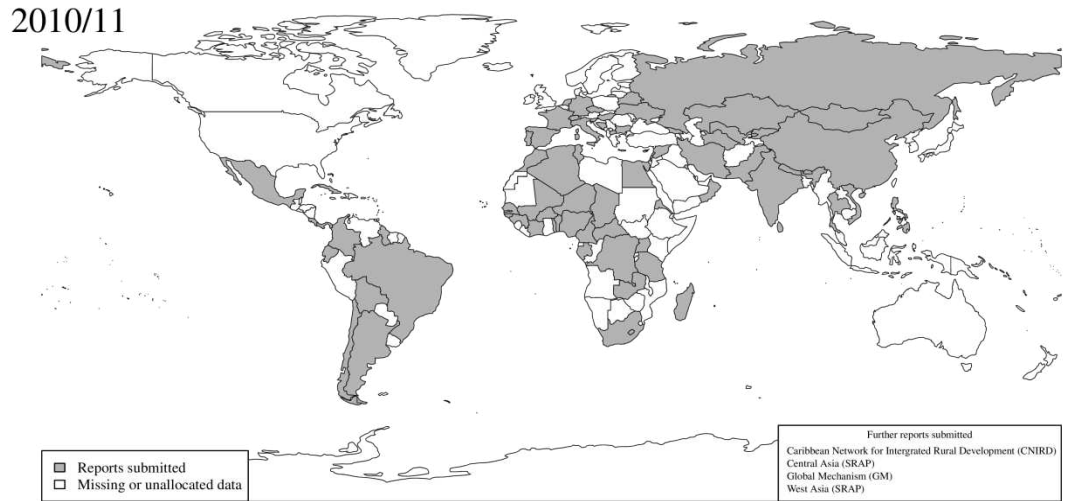 2010/11
Reports submitted
Missing or unallocated data
Further reports submitted
Caribbean Network for Intergrated Rural Development (CNIRD)
Central Asia (SRAP)
Global Mechanism (GM)
West Asia (SRAP)